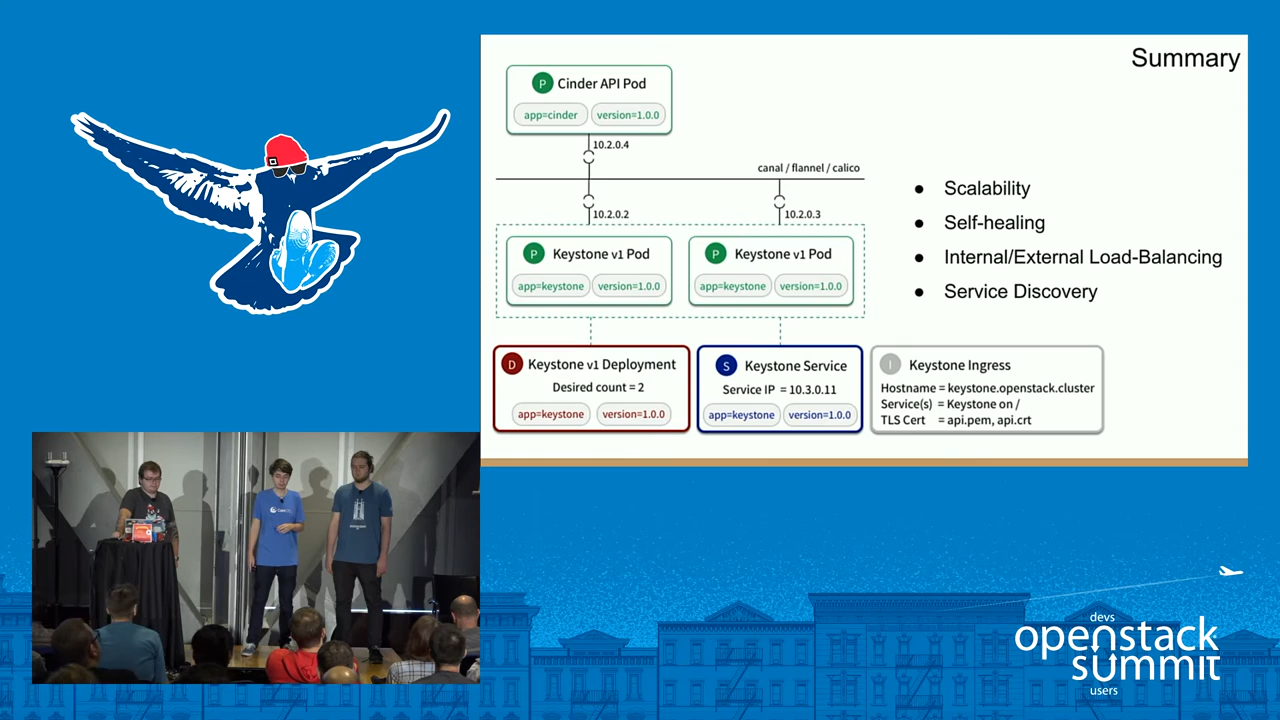 Summary
P Cinder API Pod
app=cinder version=1.0.0
10.2.0.4
canal / flannel / calico
10.2.0.2
10.2.0.3
P Keystone v1 Pod
app=keystone version=1.0.0
P Keystone v1 Pod
app=keystone version=1.0.0
D Keystone v1 Deployment
Desired count = 2
app=keystone version=1.0.0
S Keystone Service
Service IP = 10.3.0.11
app=keystone version=1.0.0
I Keystone Ingress
Hostname = keystone.openstack.cluster
Service(s) = Keystone on /
TLS Cert = api.pem, api.crt
● Scalability
● Self-healing
● Internal/External Load-Balancing
● Service Discovery
devs
openstack
summit
users